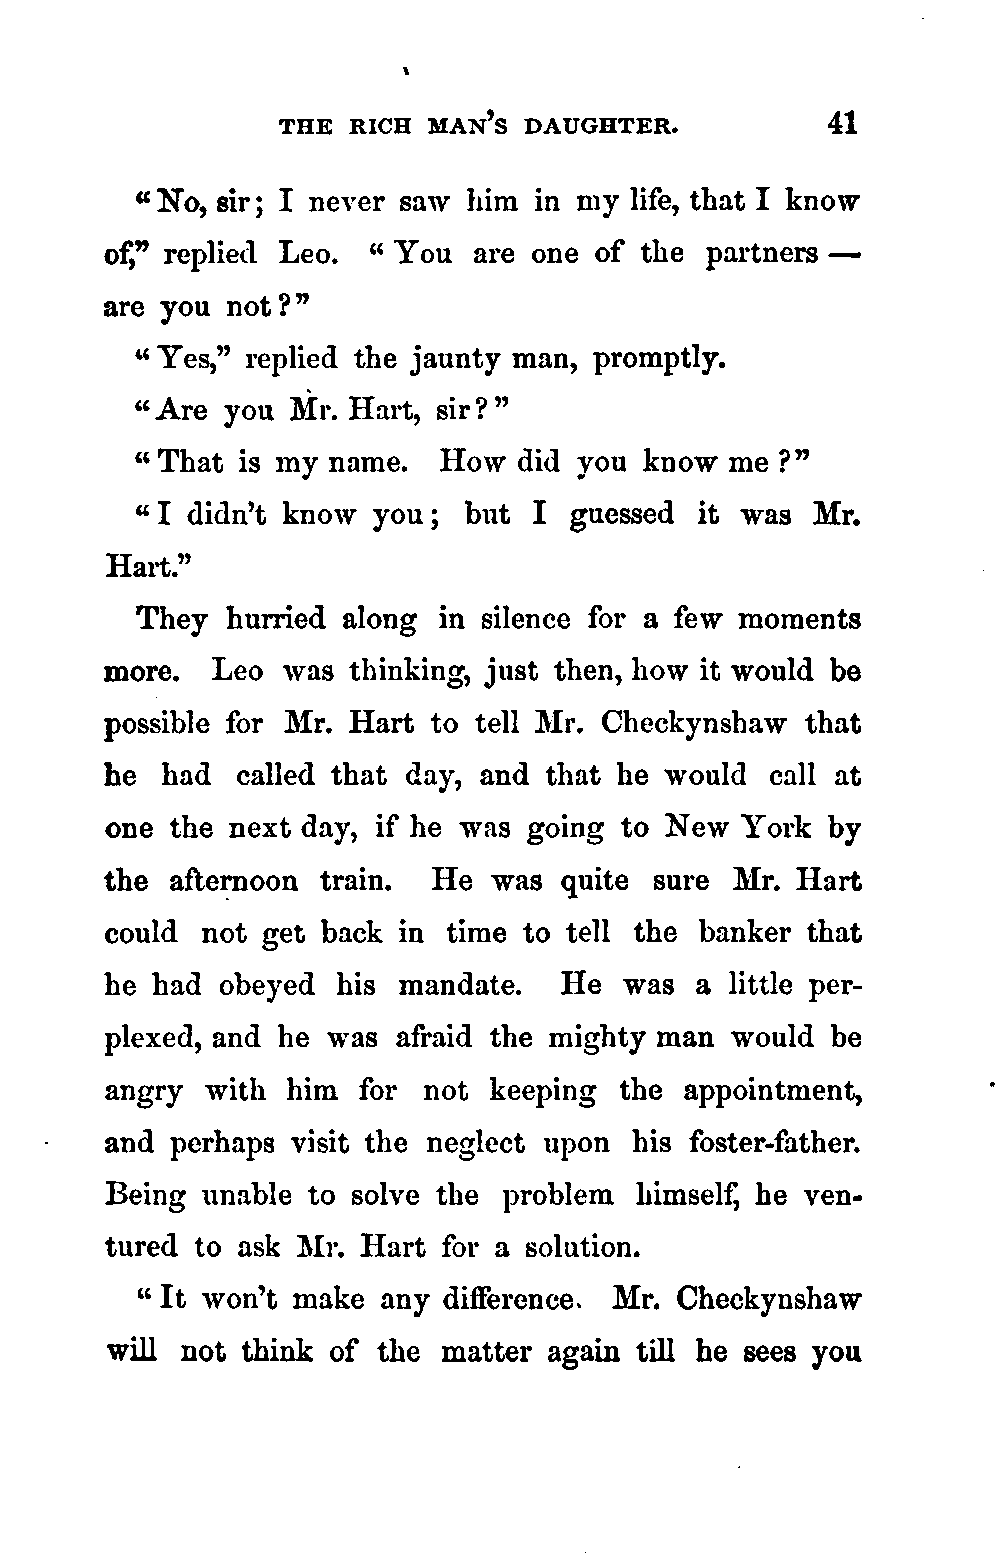 THE RICH MAN'S DAUGHTER. 41
“No, sir; I never saw him in my life, that I know
of,” replied Leo. “You are one of the partners —
are you not?”
“Yes,” replied the jaunty man, promptly.
“Are you Mr. Hart, sir?”
“That is my name. How did you know me?”
“I didn't know you; but I guessed it was Mr.
Hart.”
They hurried along in silence for a few moments
more. Leo was thinking, just then, how it would be
possible for Mr. Hart to tell Mr. Checkynshaw that
he had called that day, and that he would call at
one the next day, if he was going to New York by
the afternoon train. He was quite sure Mr. Hart
could not get back in time to tell the banker that
he had obeyed his mandate. He was a little per-
plexed, and he was afraid the mighty man would be
angry with him for not keeping the appointment,
and perhaps visit the neglect upon his foster-father.
Being unable to solve the problem himself, he ven-
tured to ask Mr. Hart for a solution.
“It won't make any difference. Mr. Checkynshaw
will not think of the matter again till he sees you